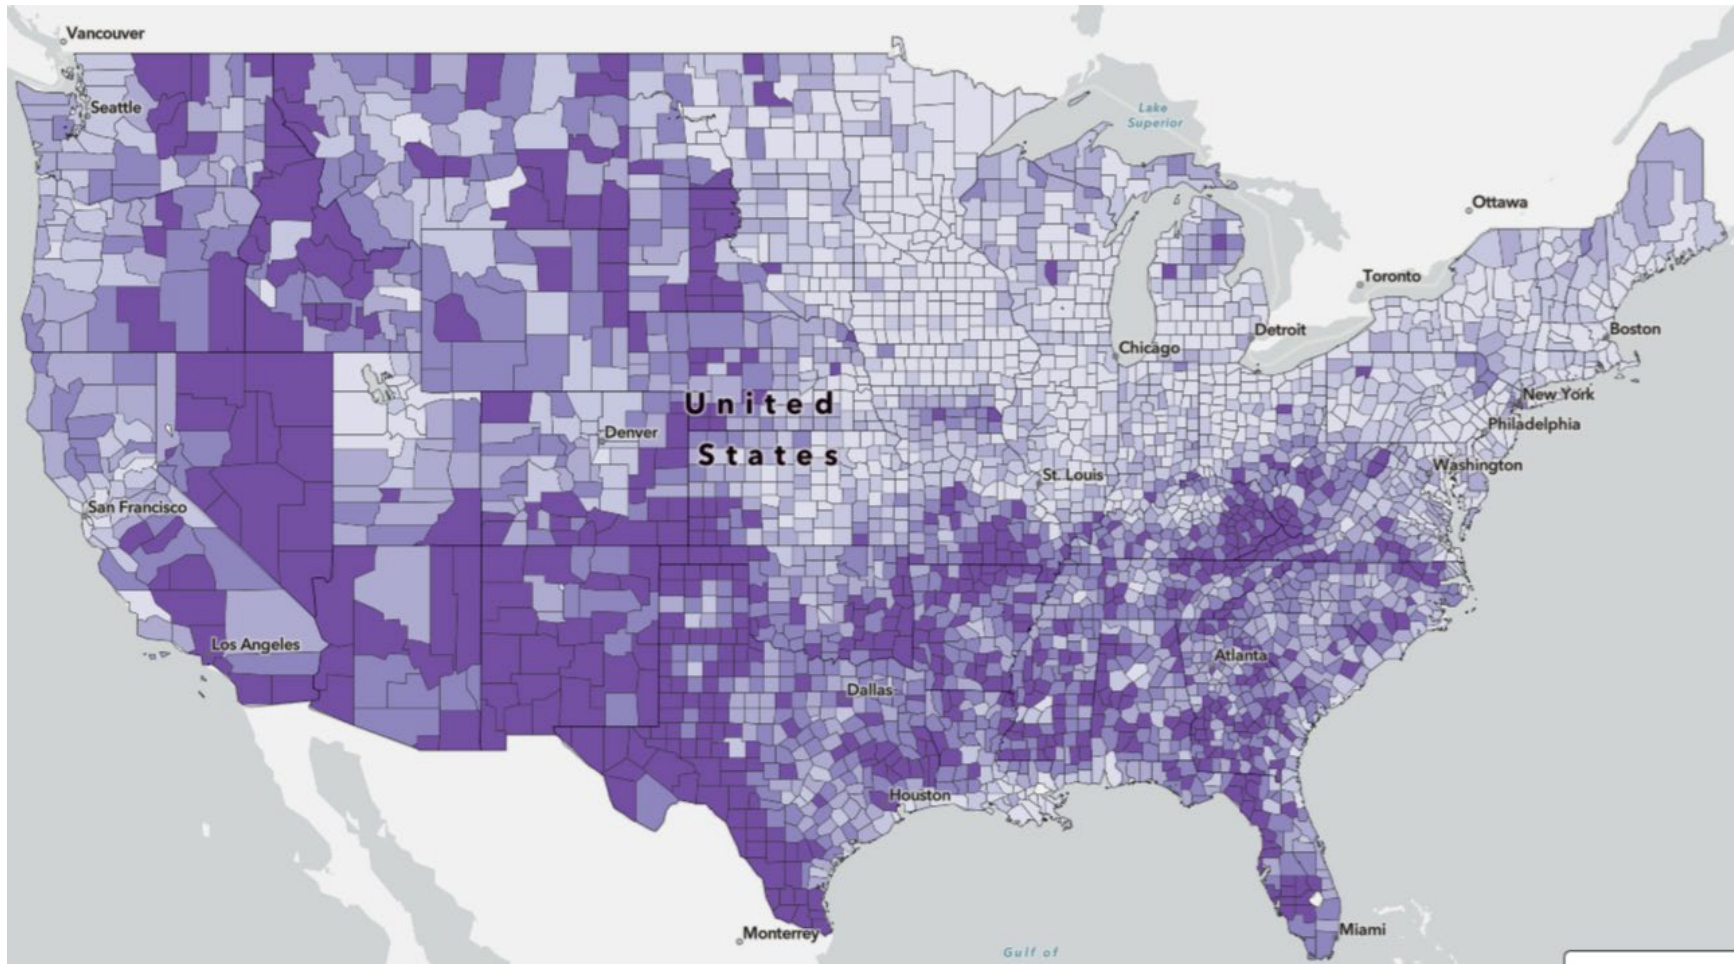 Vancouver
Seattle
Lake
Superior
Ottawa
Toronto
Detroit
Boston
Chicago
United
States
New York
Philadelphia
Denver
Washington
St. Louis
San Francisco
Los Angeles
Atlanta
Dallas
Houston
Monterrey
Miami
Gulf of